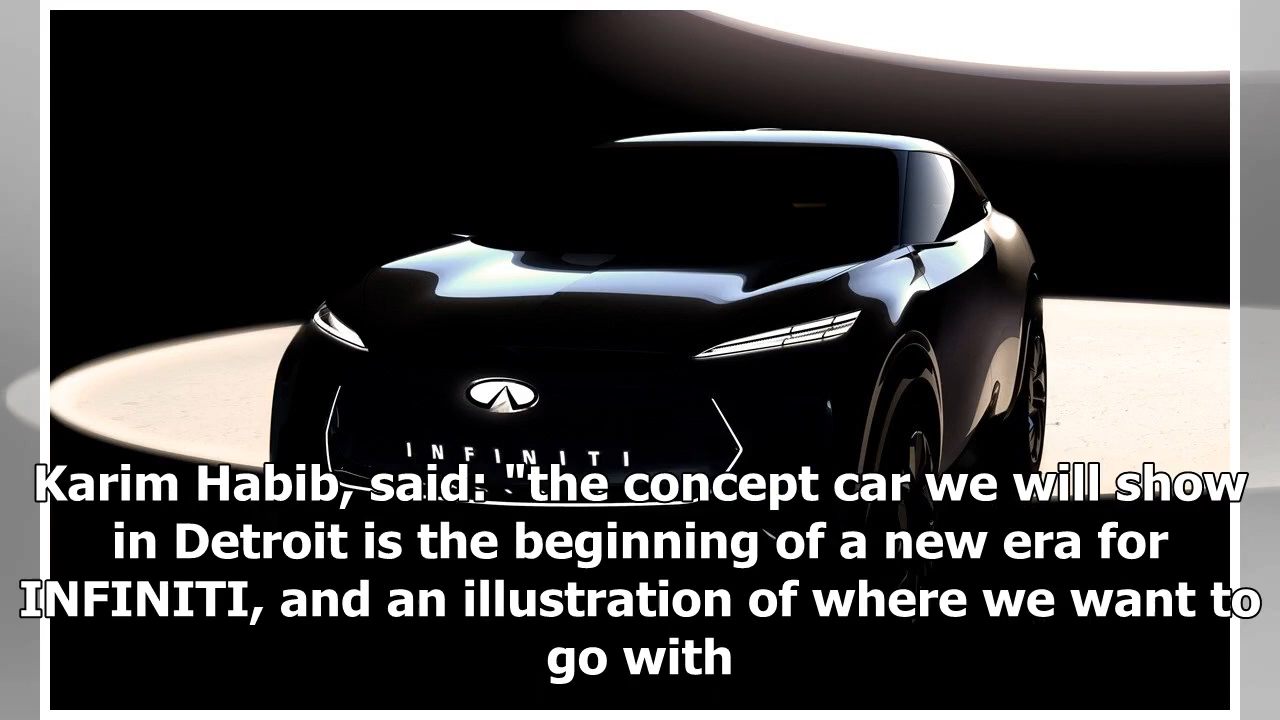 INFINITI
Karim Habib, said: "the concept car we will show
in Detroit is the beginning of a new era for
INFINITI, and an illustration of where we want to
go with